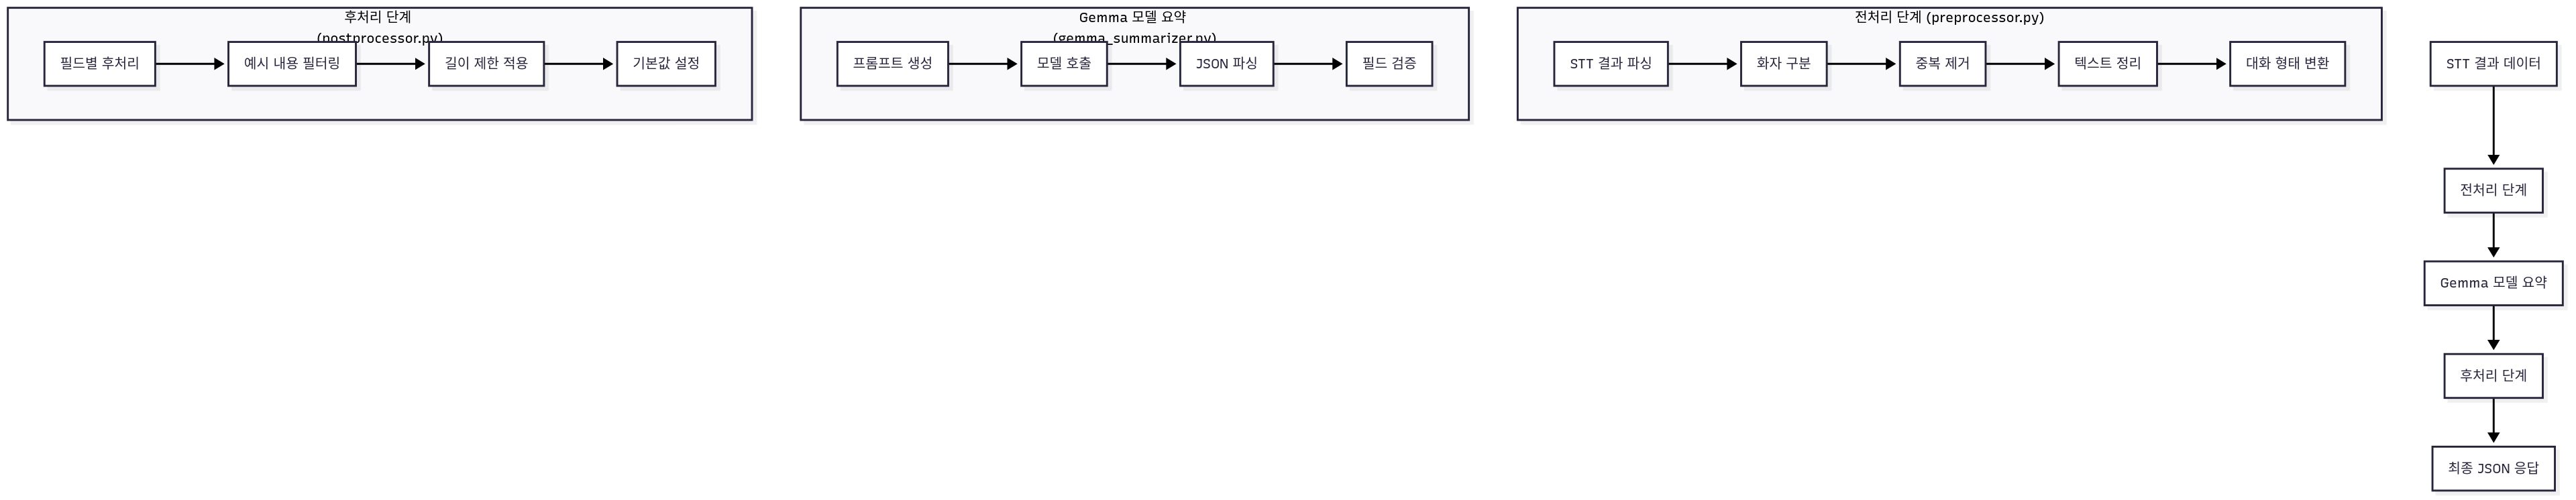 후처리 단계
(postprocessor.py)
필드별 후처리
예시 내용 필터링
길이 제한 적용
기본값 설정
Gemma 모델 요약
(gemma_summarizer.py)
프롬프트 생성
모델 호출
JSON 파싱
필드 검증
전처리 단계 (preprocessor.py)
STT 결과 파싱
화자 구분
중복 제거
텍스트 정리
대화 형태 변환
STT 결과 데이터
전처리 단계
Gemma 모델 요약
후처리 단계
최종 JSON 응답